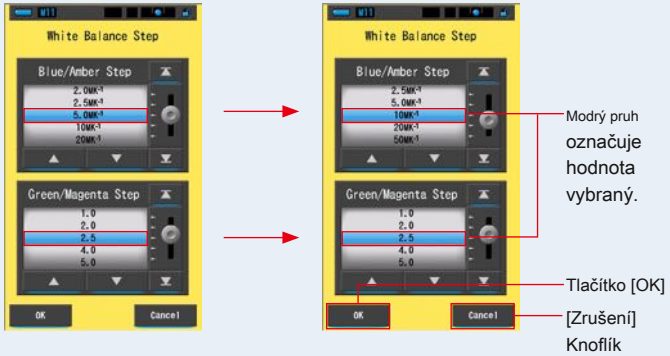 M11
White Balance Step
Blue/Amber Step
2.0MK-¹
2.5MK-¹
5.0MK-¹
10MK-¹
20MK-¹
Green/Magenta Step
1.0
2.0
2.5
4.0
5.0
OK
Cancel
M11
White Balance Step
Blue/Amber Step
2.5MK-¹
5.0MK-¹
10MK-¹
20MK-¹
50MK-¹
Green/Magenta Step
1.0
2.0
2.5
4.0
5.0
OK
Cancel
Modrý pruh
označuje
hodnota
vybraný.
Tlačítko [OK]
[Zrušení]
Knoflík